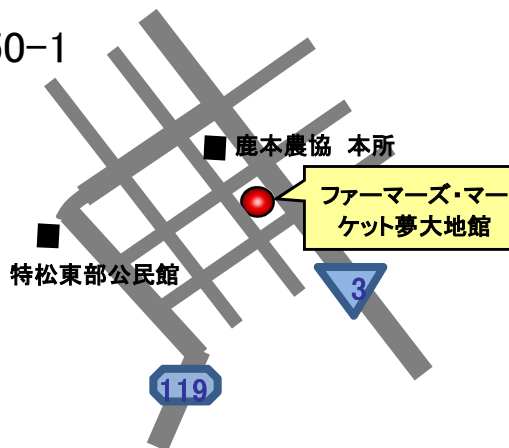 50-1
鹿本農協 本所
ファーマーズ・マー
ケット夢大地館
特松東部公民館
3
119